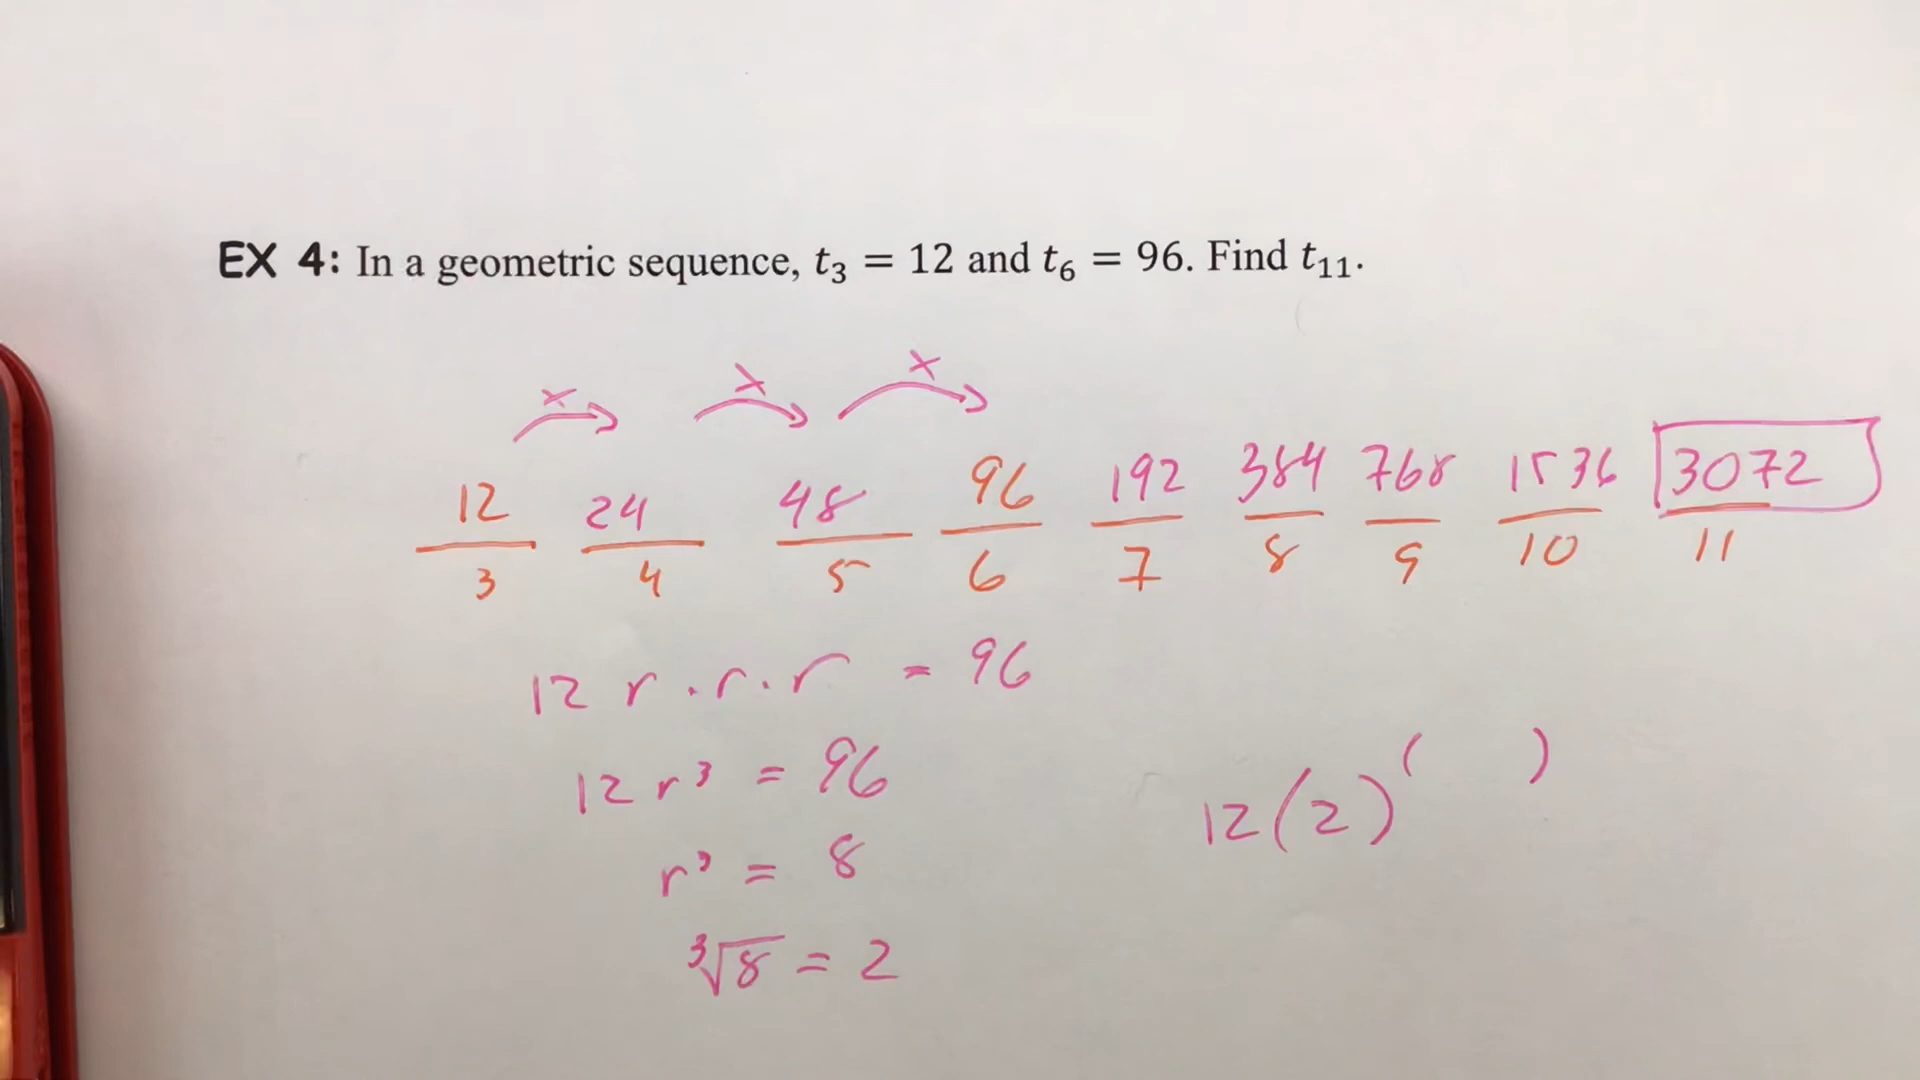 EX 4: In a geometric sequence, t₃ = 12 and t₆ = 96. Find t₁₁.
x x x
12 24 48 96 192 384 768 1536 3072
3 4 5 6 7 8 9 10 11
12 r · r · r = 96
12 r³ = 96
12(2)^( )
r³ = 8
³√8 = 2